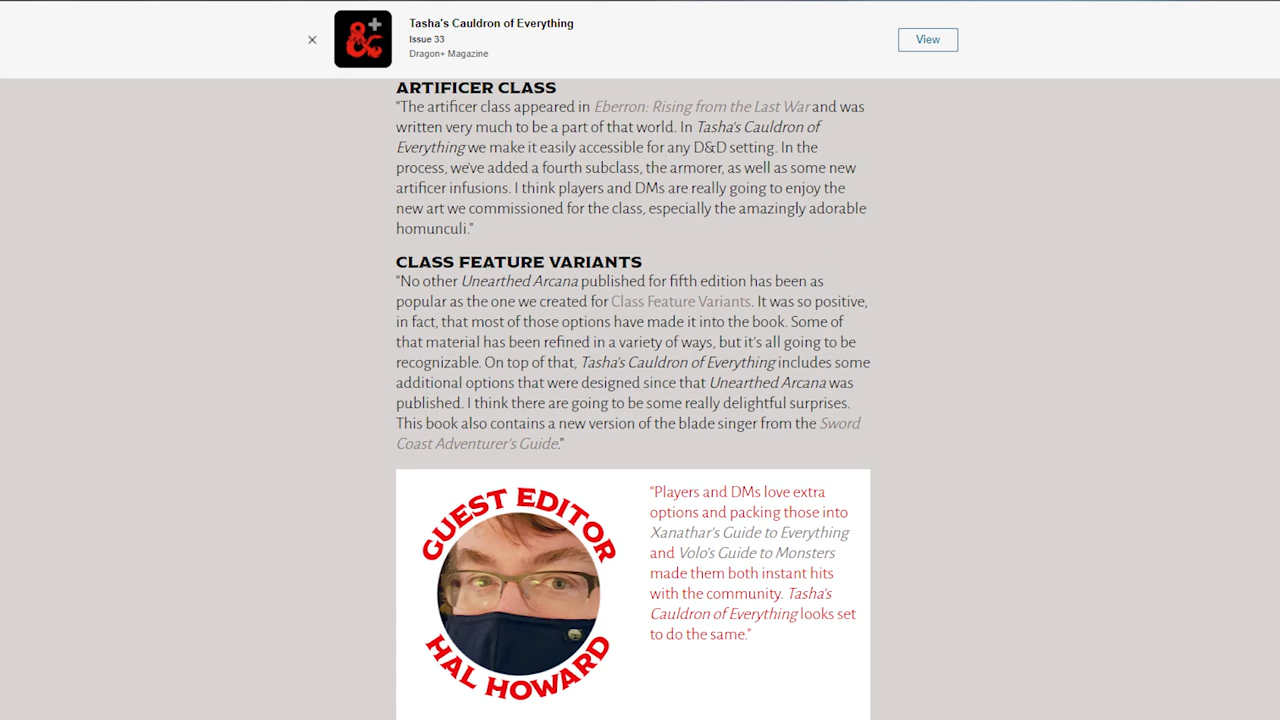 Tasha's Cauldron of Everything
Issue 33
Dragon+ Magazine
View
ARTIFICER CLASS
“The artificer class appeared in Eberron: Rising from the Last War and was
written very much to be a part of that world. In Tasha's Cauldron of
Everything we make it easily accessible for any D&D setting. In the
process, we've added a fourth subclass, the armorer, as well as some new
artificer infusions. I think players and DMs are really going to enjoy the
new art we commissioned for the class, especially the amazingly adorable
homunculi.”
CLASS FEATURE VARIANTS
“No other Unearthed Arcana published for fifth edition has been as
popular as the one we created for Class Feature Variants. It was so positive,
in fact, that most of those options have made it into the book. Some of
that material has been refined in a variety of ways, but it's all going to be
recognizable. On top of that, Tasha's Cauldron of Everything includes some
additional options that were designed since that Unearthed Arcana was
published. I think there are going to be some really delightful surprises.
This book also contains a new version of the blade singer from the Sword
Coast Adventurer's Guide.”
GUEST EDITOR
HAL HOWARD
"Players and DMs love extra
options and packing those into
Xanathar's Guide to Everything
and Volo's Guide to Monsters
made them both instant hits
with the community. Tasha's
Cauldron of Everything looks set
to do the same."